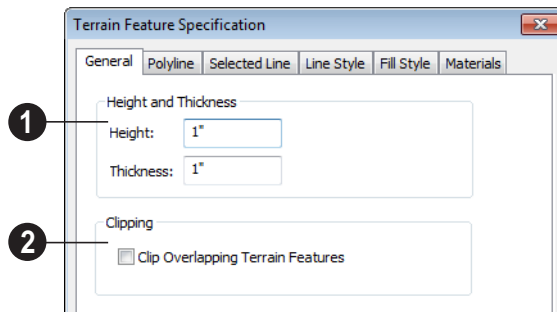 Terrain Feature Specification
General Polyline Selected Line Line Style Fill Style Materials
Height and Thickness
1
Height: 1"
Thickness: 1"
Clipping
2
Clip Overlapping Terrain Features